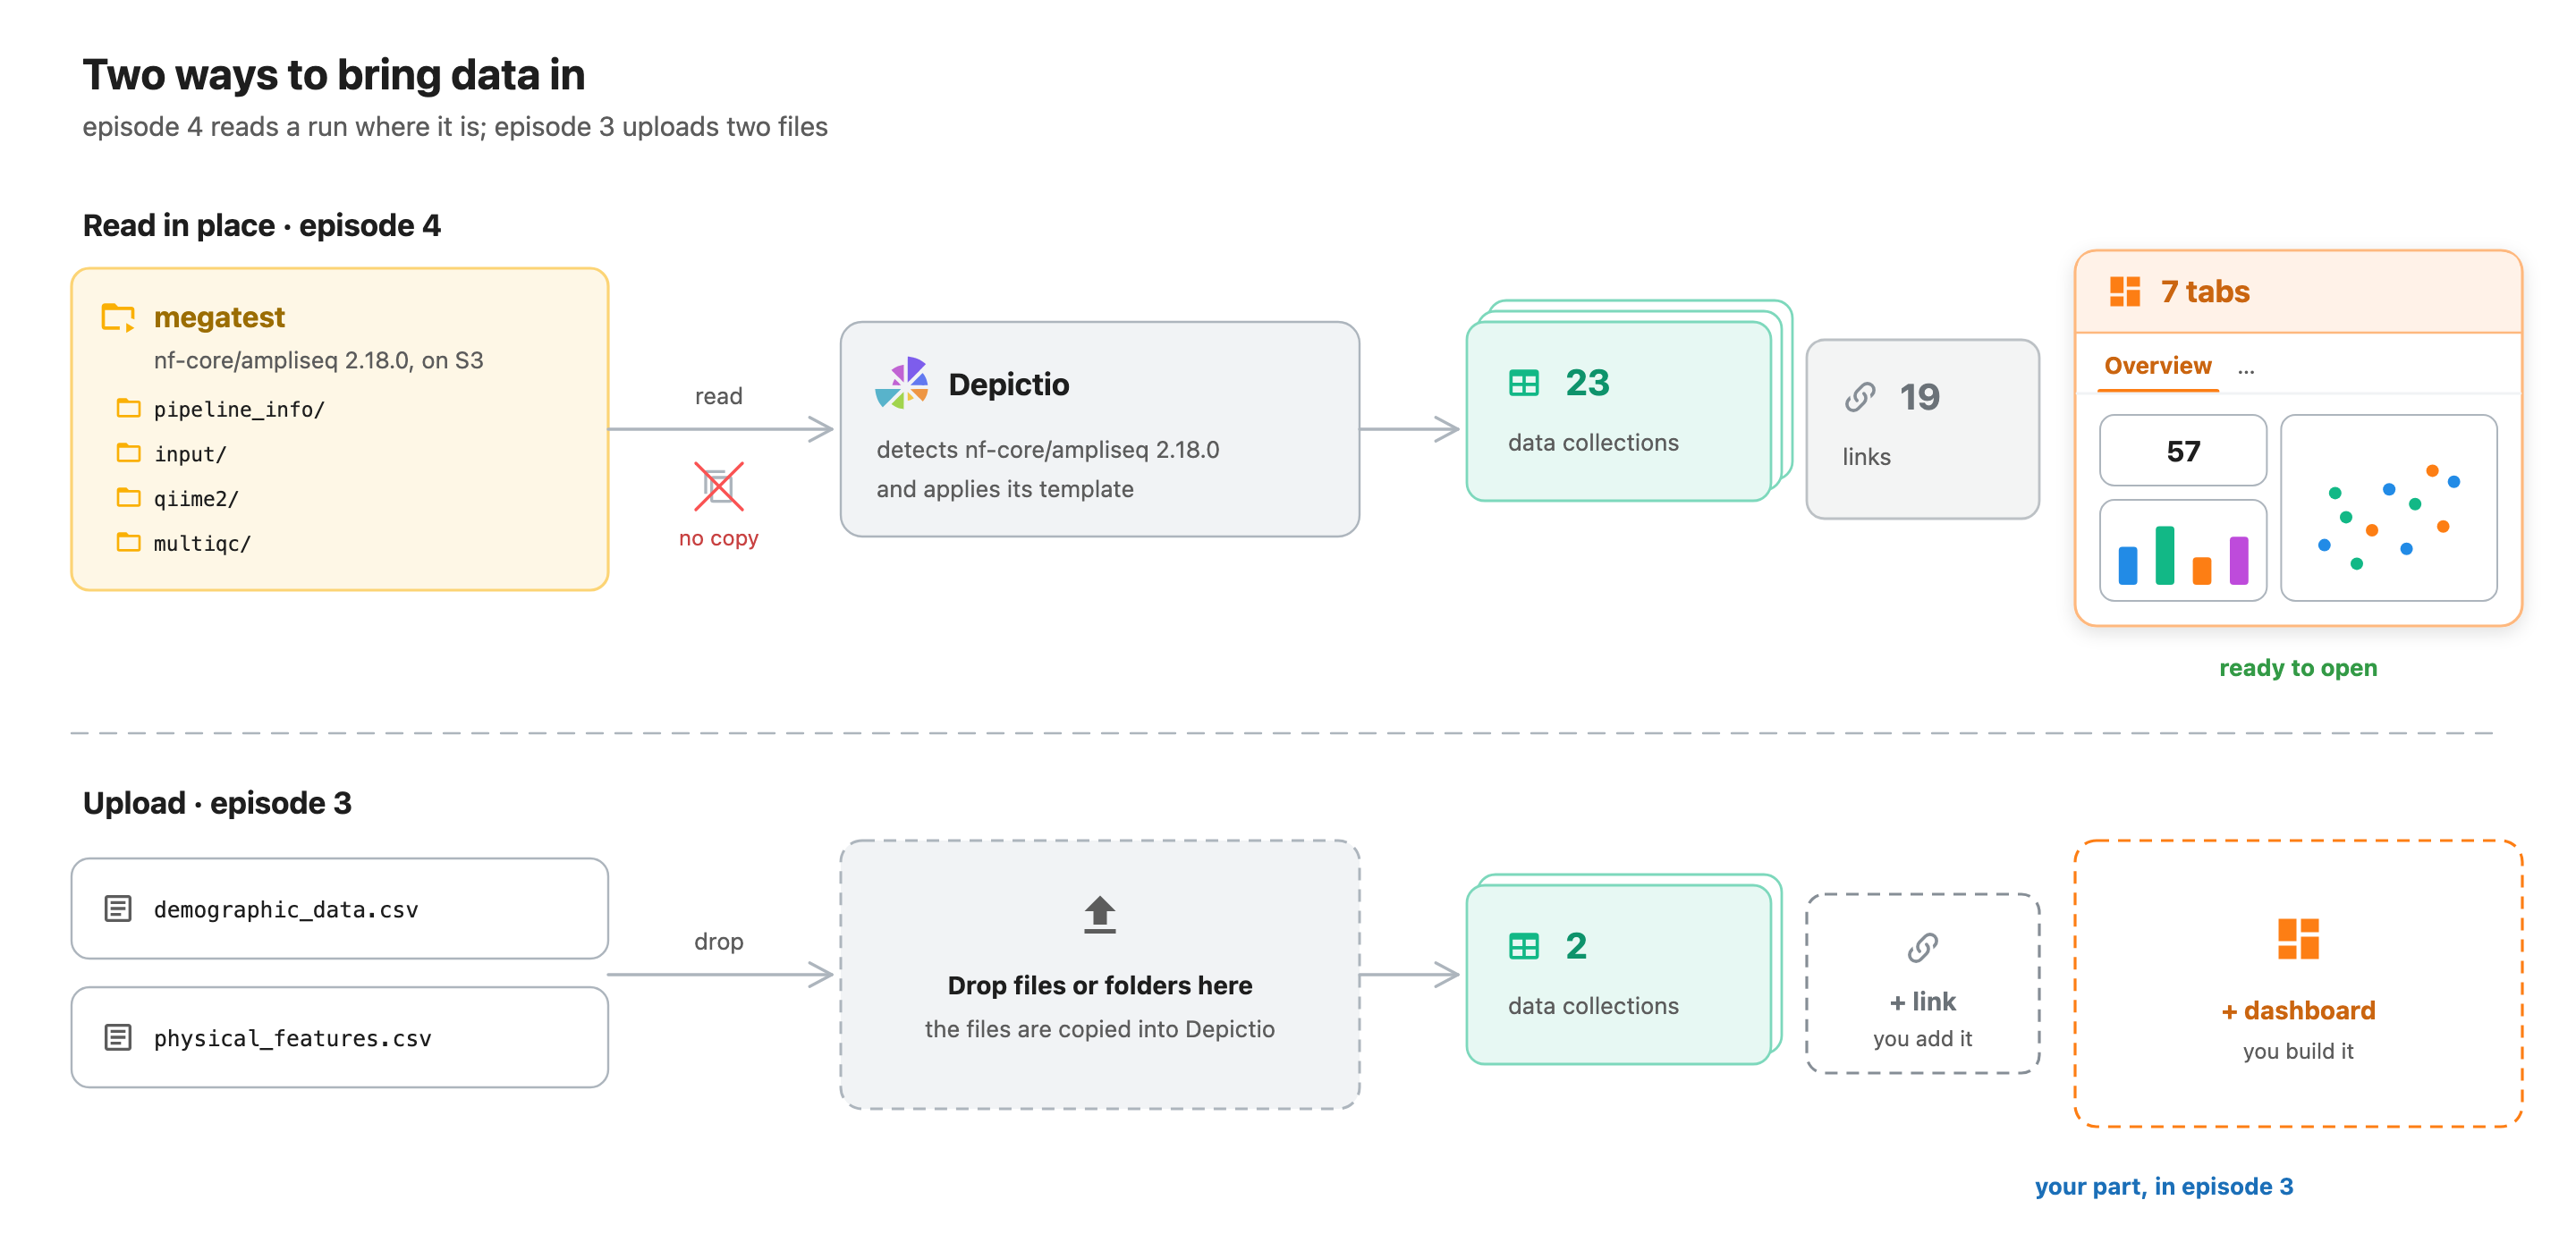 Two ways to bring data in
episode 4 reads a run where it is; episode 3 uploads two files
Read in place · episode 4
megatest
nf-core/ampliseq 2.18.0, on S3
pipeline_info/
input/
qiime2/
multiqc/
read
no copy
Depictio
detects nf-core/ampliseq 2.18.0
and applies its template
23
data collections
19
links
7 tabs
Overview ...
57
ready to open
Upload · episode 3
demographic_data.csv
physical_features.csv
drop
Drop files or folders here
the files are copied into Depictio
2
data collections
+ link
you add it
+ dashboard
you build it
your part, in episode 3